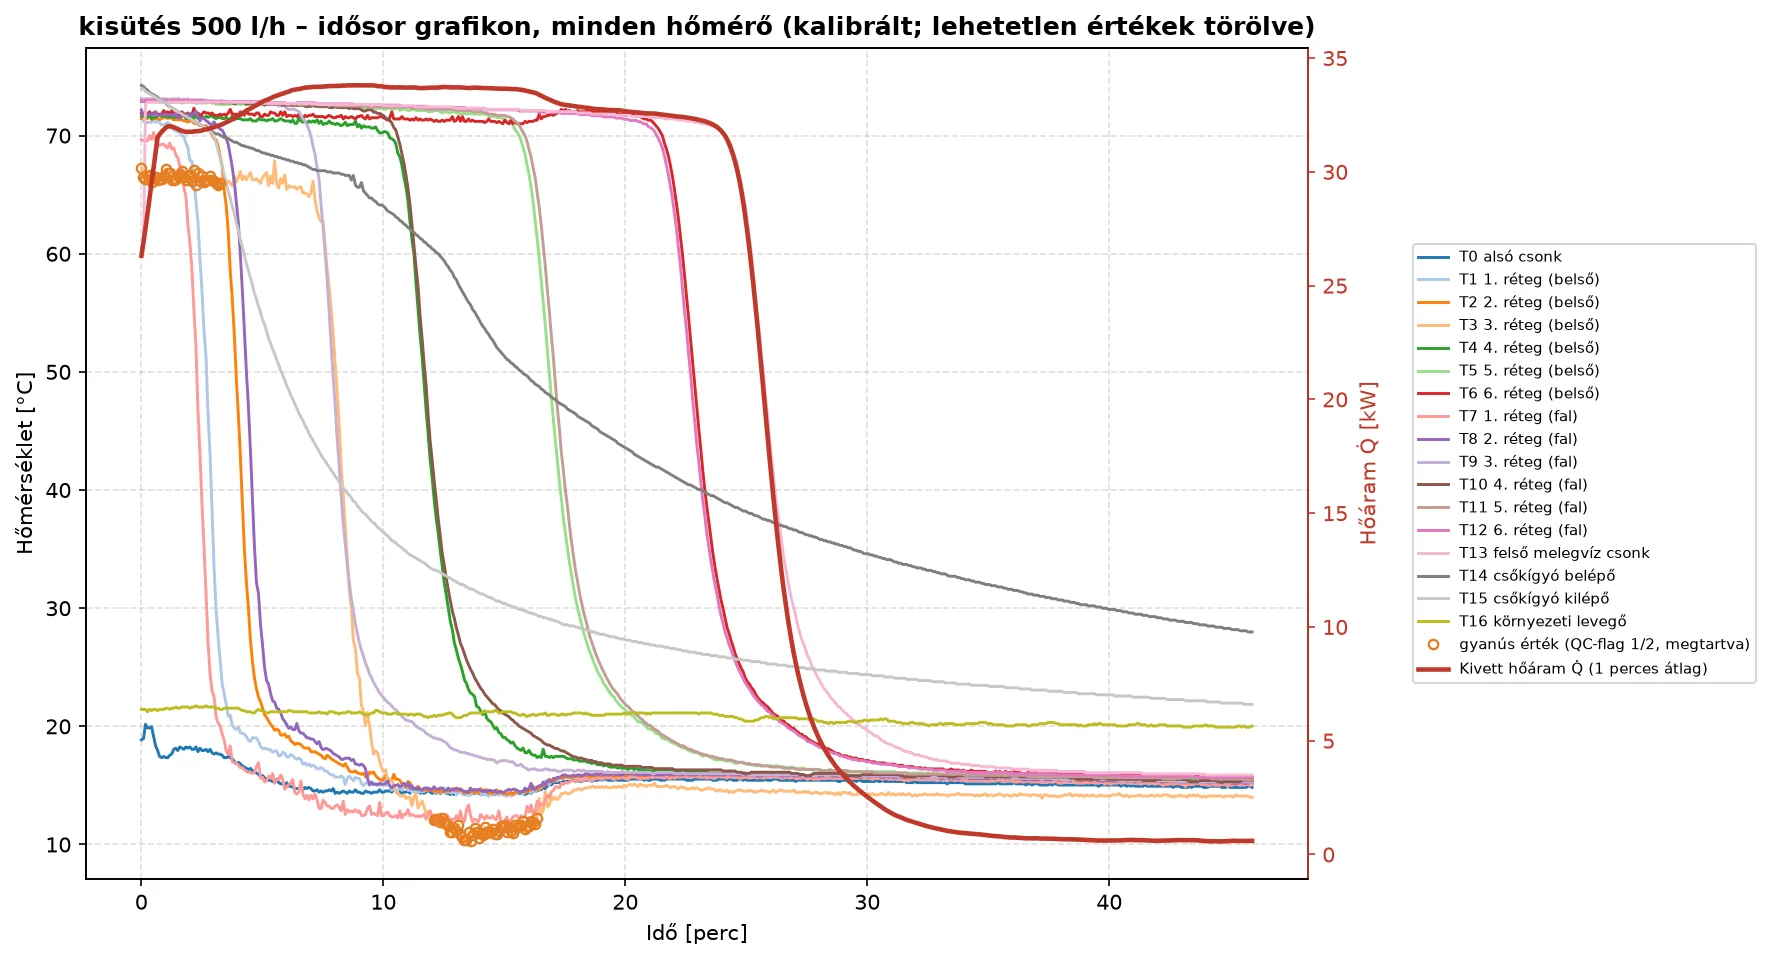 kisütés 500 l/h – idősor grafikon, minden hőmérő (kalibrált; lehetetlen értékek törölve)
Hőmérséklet [°C]
70
60
50
40
30
20
10
0
10
20
30
40
Idő [perc]
35
30
25
20
15
10
5
0
Hőáram Q̇ [kW]
T0 alsó csonk
T1 1. réteg (belső)
T2 2. réteg (belső)
T3 3. réteg (belső)
T4 4. réteg (belső)
T5 5. réteg (belső)
T6 6. réteg (belső)
T7 1. réteg (fal)
T8 2. réteg (fal)
T9 3. réteg (fal)
T10 4. réteg (fal)
T11 5. réteg (fal)
T12 6. réteg (fal)
T13 felső melegvíz csonk
T14 csőkígyó belépő
T15 csőkígyó kilépő
T16 környezeti levegő
gyanús érték (QC-flag 1/2, megtartva)
Kivett hőáram Q̇ (1 perces átlag)